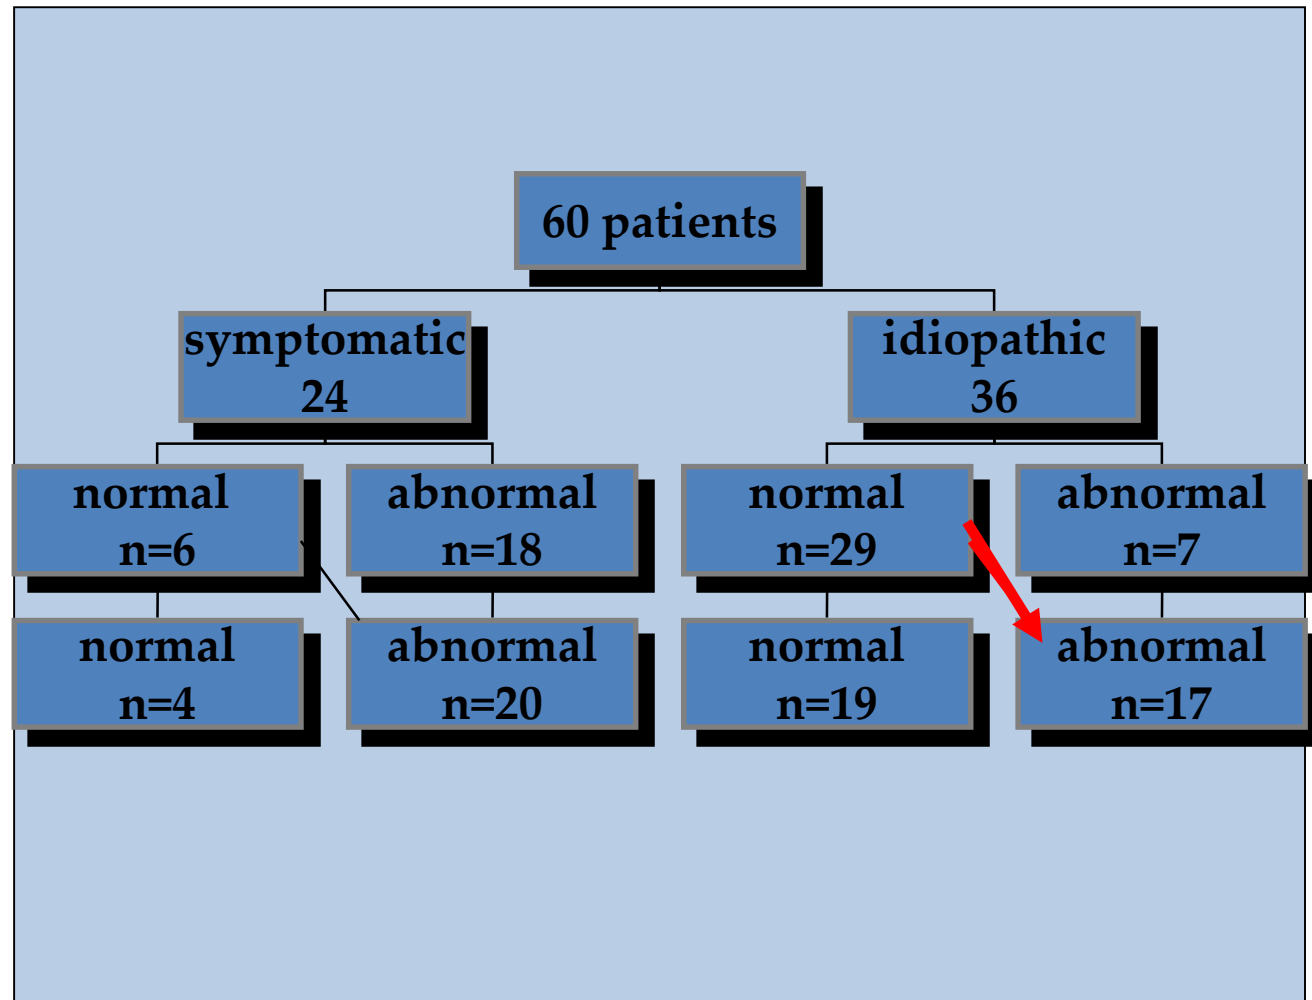 60 patients
symptomatic
24
idiopathic
36
normal
n=6
abnormal
n=18
normal
n=29
abnormal
n=7
normal
n=4
abnormal
n=20
normal
n=19
abnormal
n=17